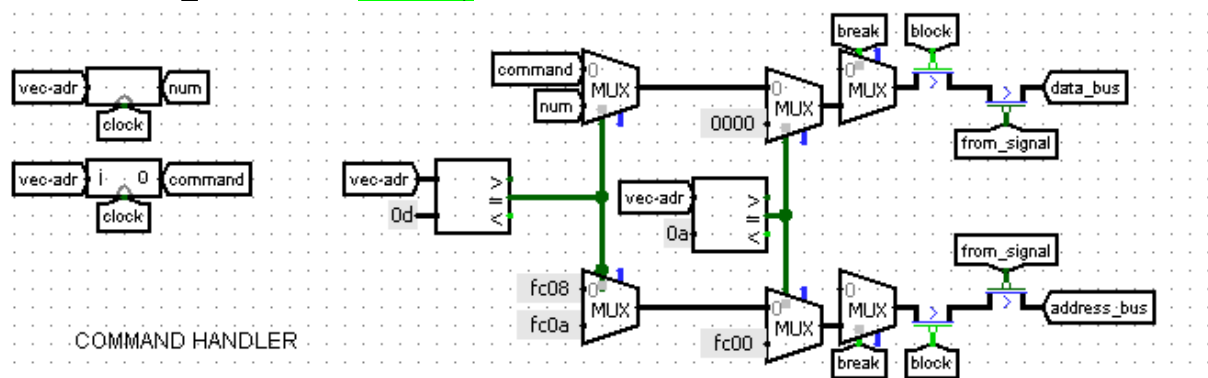 break
block
command
0
MUX
num
0
MUX
0000
0
MUX
data_bus
from_signal
vec-adr
num
clock
vec-adr
i
0
command
clock
vec-adr
0d
>
=
<
vec-adr
0a
>
=
<
from_signal
fc08
0
MUX
fc0a
0
MUX
fc00
0
MUX
address_bus
break
block
COMMAND HANDLER